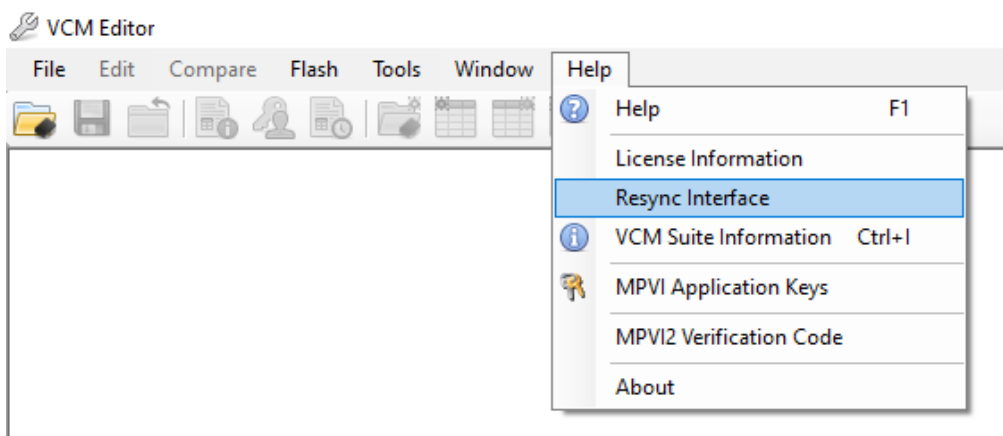 VCM Editor
File Edit Compare Flash Tools Window Help
Help F1
License Information
Resync Interface
VCM Suite Information Ctrl+I
MPVI Application Keys
MPVI2 Verification Code
About